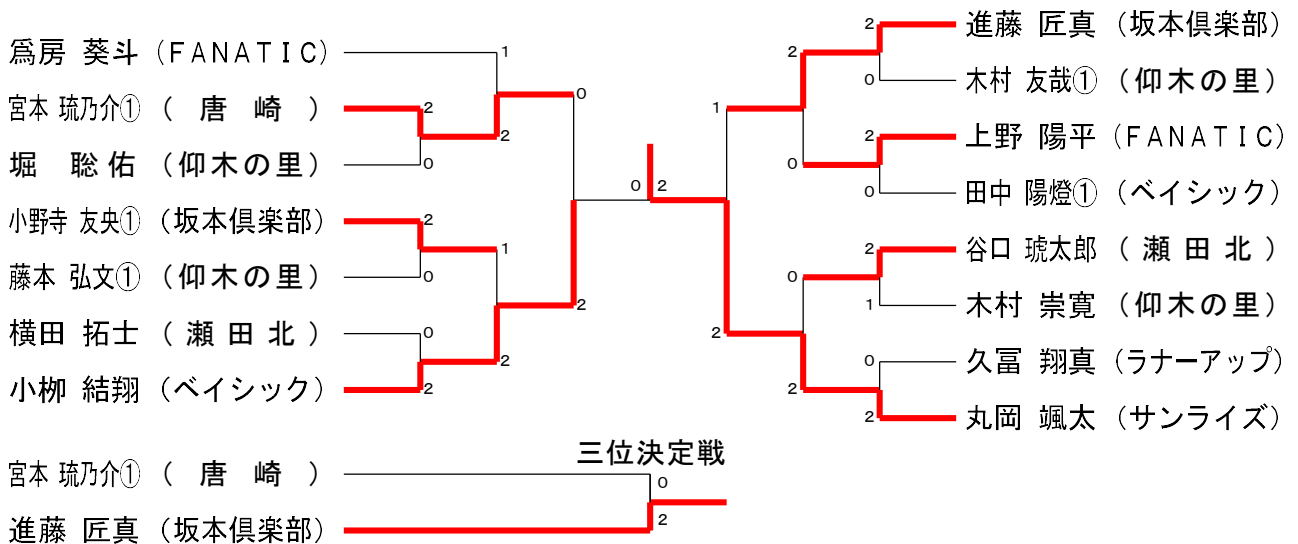 爲房 葵斗（ＦＡＮＡＴＩＣ）
宮本 琉乃介①（ 唐 崎 ）
堀 聡佑（仰木の里）
小野寺 友央①（坂本倶楽部）
藤本 弘文①（仰木の里）
横田 拓士（瀬田北）
小栁 結翔（ベイシック）
1
2
0
2
2
0
1
0
2
2
0
2
0
2
進藤 匠真（坂本倶楽部）
木村 友哉①（仰木の里）
上野 陽平（ＦＡＮＡＴＩＣ）
田中 陽燈①（ベイシック）
谷口 琥太郎（瀬田北）
木村 崇寛（仰木の里）
久冨 翔真（ラナーアップ）
丸岡 颯太（サンライズ）
2
0
2
0
2
1
0
2
2
0
0
2
1
2
三位決定戦
宮本 琉乃介①（ 唐 崎 ）
進藤 匠真（坂本倶楽部）
0
2